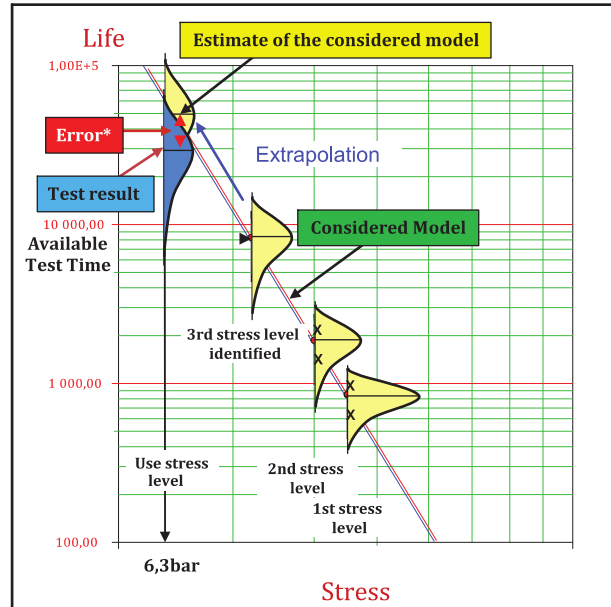 Life
Estimate of the considered model
1,00E+5
Error*
Extrapolation
Test result
10 000,00
Available
Test Time
Considered Model
3rd stress level
identified
X
X
1 000,00
X
X
Use stress
level
2nd stress
level
1st stress
level
100,00
6,3bar
Stress